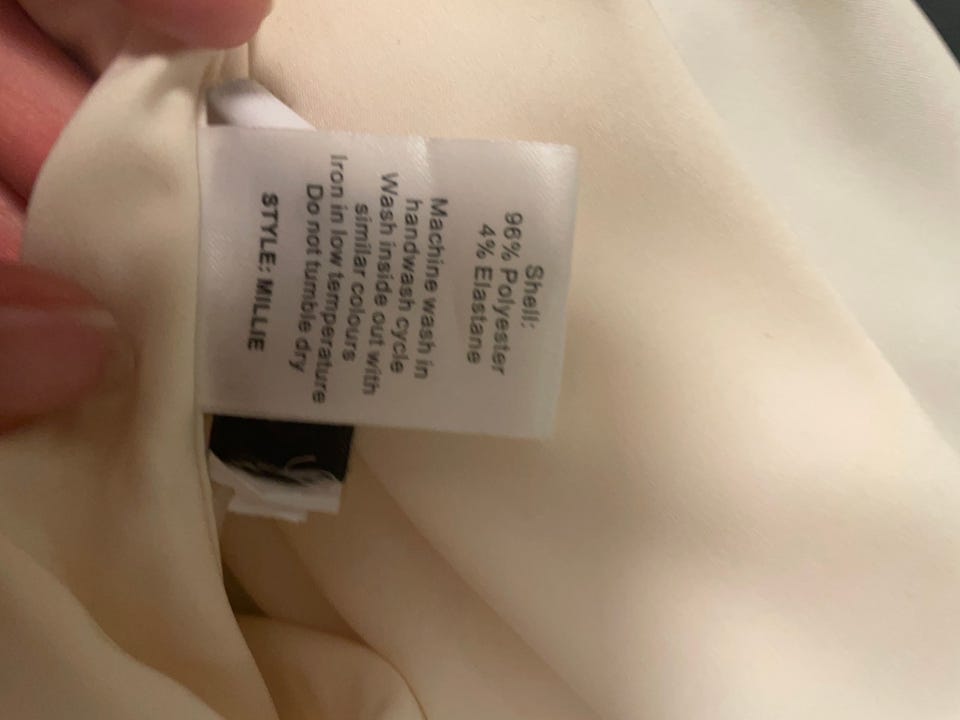 Shell:
96% Polyester
4% Elastane
Machine wash in
handwash cycle
Wash inside out with
similar colours
Iron in low temperature
Do not tumble dry
STYLE: MILLIE